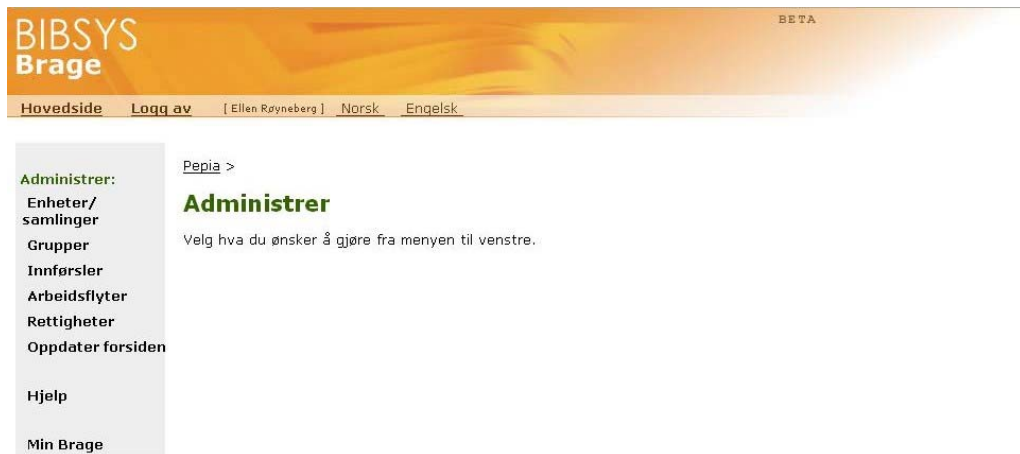 BIBSYS
Brage
BETA
Hovedside Logg av [ Ellen Røyneberg ] Norsk Engelsk
Pepia >
Administrer
Velg hva du ønsker å gjøre fra menyen til venstre.
Administrer:
Enheter/
samlinger
Grupper
Innførsler
Arbeidsflyter
Rettigheter
Oppdater forsiden
Hjelp
Min Brage